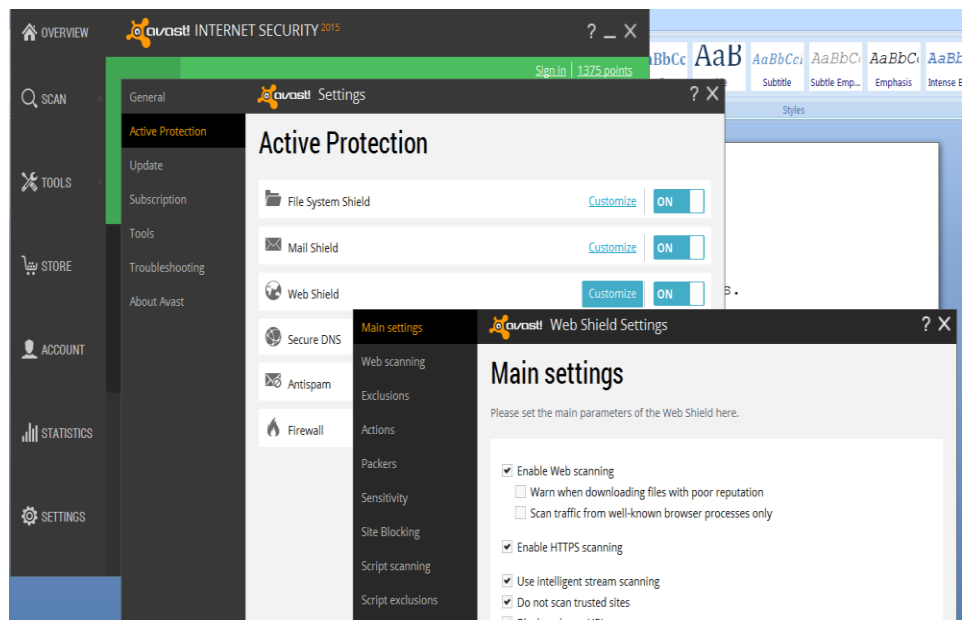 OVERVIEW
SCAN
TOOLS
STORE
ACCOUNT
STATISTICS
SETTINGS
avast! INTERNET SECURITY 2015
? _ X
Sign in | 1375 points
avast! Settings
? X
General
Active Protection
Update
Subscription
Tools
Troubleshooting
About Avast
Active Protection
File System Shield Customize ON
Mail Shield Customize ON
Web Shield Customize ON
Secure DNS
Antispam
Firewall
avast! Web Shield Settings
? X
Main settings
Web scanning
Exclusions
Actions
Packers
Sensitivity
Site Blocking
Script scanning
Script exclusions
Main settings
Please set the main parameters of the Web Shield here.
Enable Web scanning
Warn when downloading files with poor reputation
Scan traffic from well-known browser processes only
Enable HTTPS scanning
Use intelligent stream scanning
Do not scan trusted sites
BbCc AaB AaBbCcI AaBbC AaBbC AaBb
Subtitle Subtle Emp... Emphasis Intense E
Styles
s.